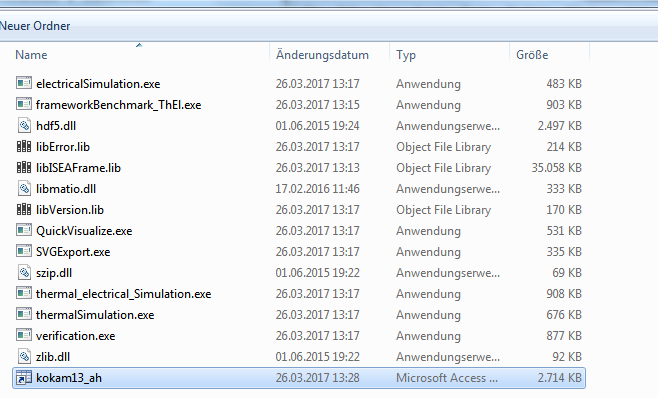 Neuer Ordner
Name Änderungsdatum Typ Größe
electricalSimulation.exe 26.03.2017 13:17 Anwendung 483 KB
frameworkBenchmark_ThEl.exe 26.03.2017 13:15 Anwendung 903 KB
hdf5.dll 01.06.2015 19:24 Anwendungserwe... 2.497 KB
libError.lib 26.03.2017 13:17 Object File Library 214 KB
libISEAFrame.lib 26.03.2017 13:13 Object File Library 35.058 KB
libmatio.dll 17.02.2016 11:46 Anwendungserwe... 333 KB
libVersion.lib 26.03.2017 13:17 Object File Library 170 KB
QuickVisualize.exe 26.03.2017 13:17 Anwendung 531 KB
SVGExport.exe 26.03.2017 13:17 Anwendung 335 KB
szip.dll 01.06.2015 19:22 Anwendungserwe... 69 KB
thermal_electrical_Simulation.exe 26.03.2017 13:17 Anwendung 908 KB
thermalSimulation.exe 26.03.2017 13:17 Anwendung 676 KB
verification.exe 26.03.2017 13:17 Anwendung 877 KB
zlib.dll 01.06.2015 19:22 Anwendungserwe... 92 KB
kokam13_ah 26.03.2017 13:28 Microsoft Access ... 2.714 KB